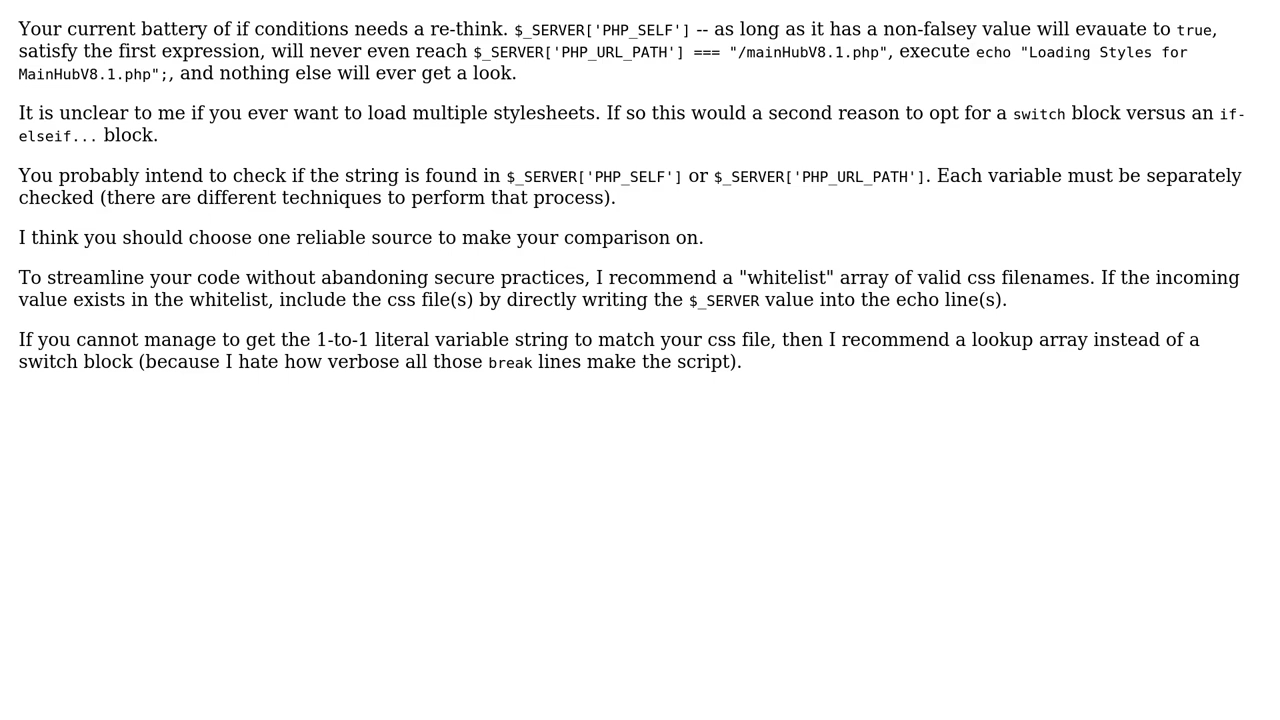 Your current battery of if conditions needs a re-think. $_SERVER['PHP_SELF'] -- as long as it has a non-falsey value will evauate to true,
satisfy the first expression, will never even reach $_SERVER['PHP_URL_PATH'] === "/mainHubV8.1.php", execute echo "Loading Styles for
MainHubV8.1.php";, and nothing else will ever get a look.
It is unclear to me if you ever want to load multiple stylesheets. If so this would a second reason to opt for a switch block versus an if-
elseif... block.
You probably intend to check if the string is found in $_SERVER['PHP_SELF'] or $_SERVER['PHP_URL_PATH']. Each variable must be separately
checked (there are different techniques to perform that process).
I think you should choose one reliable source to make your comparison on.
To streamline your code without abandoning secure practices, I recommend a "whitelist" array of valid css filenames. If the incoming
value exists in the whitelist, include the css file(s) by directly writing the $_SERVER value into the echo line(s).
If you cannot manage to get the 1-to-1 literal variable string to match your css file, then I recommend a lookup array instead of a
switch block (because I hate how verbose all those break lines make the script).